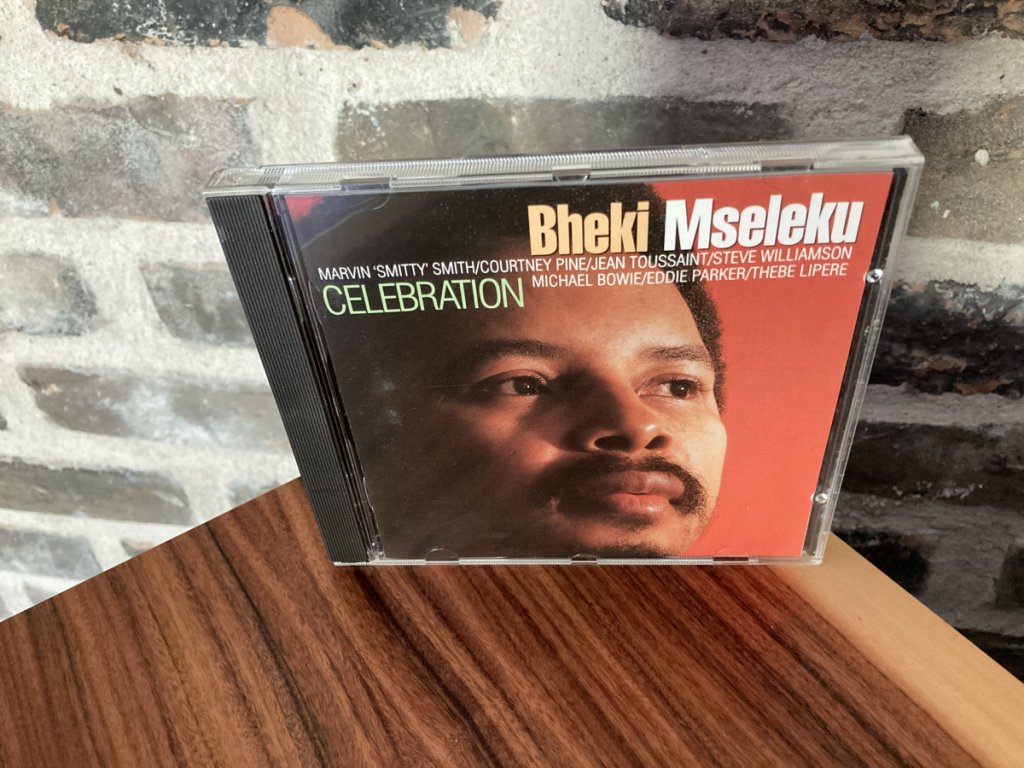 Bheki Mseleku
MARVIN 'SMITTY' SMITH/COURTNEY PINE/JEAN TOUSSAINT/STEVE WILLIAMSON
MICHAEL BOWIE/EDDIE PARKER/THEBE LIPERE
CELEBRATION